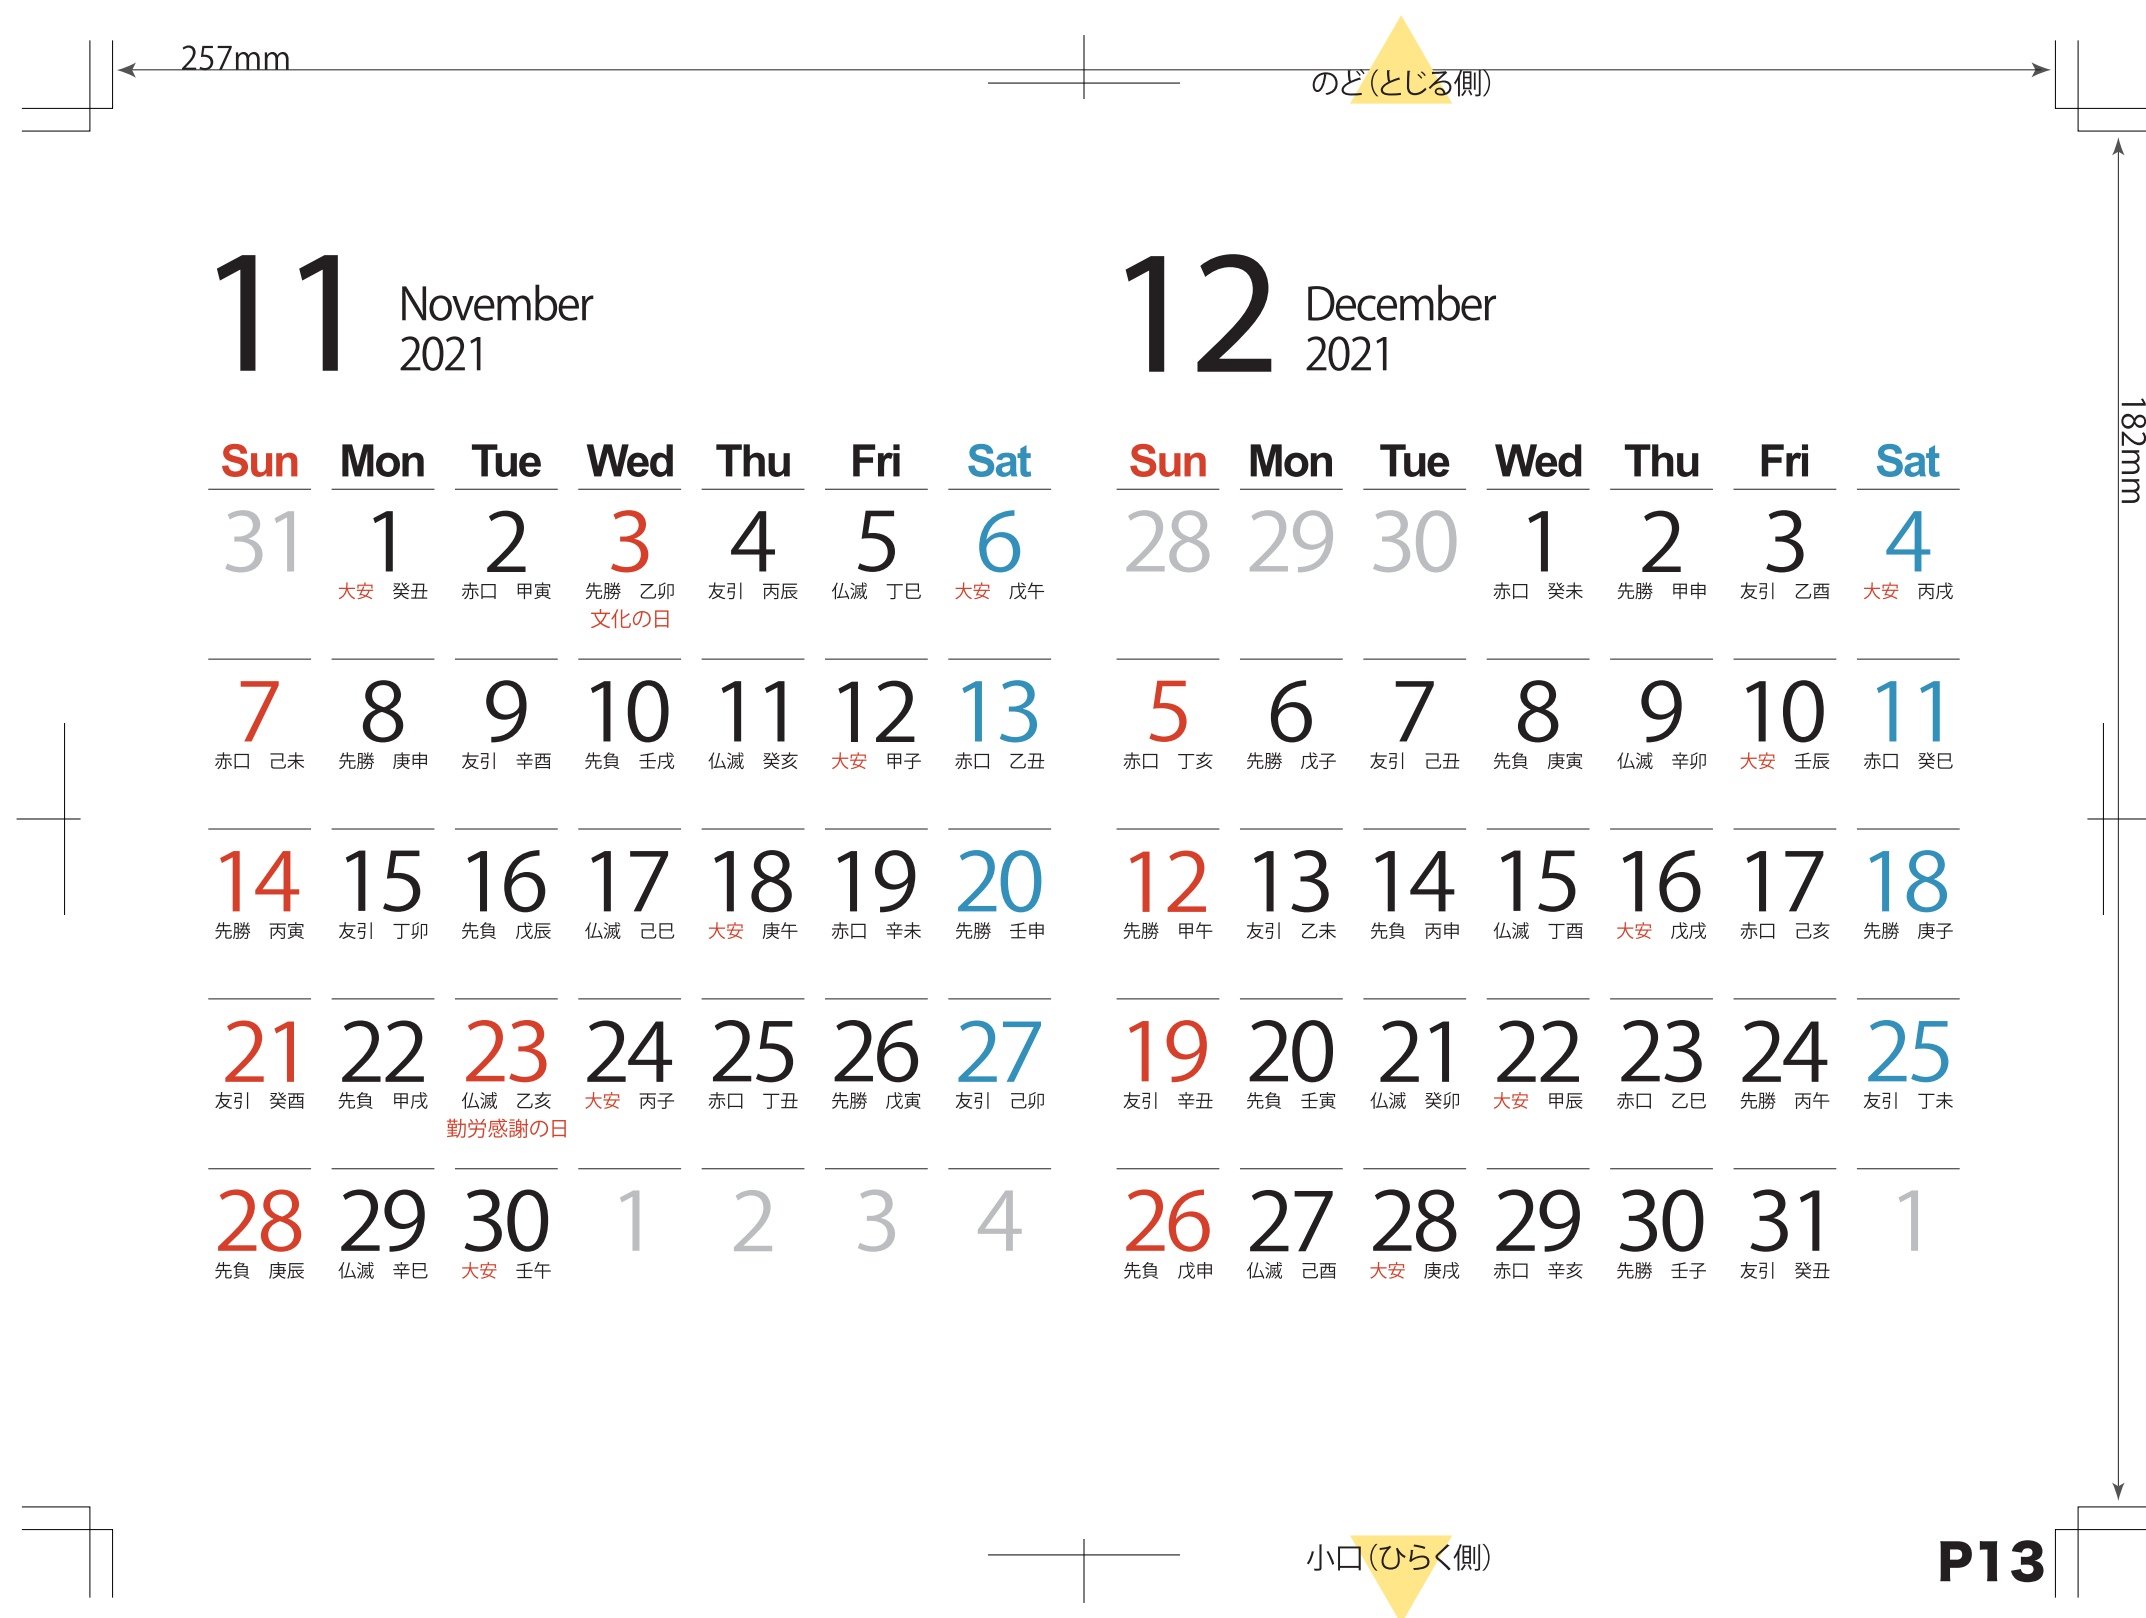 257mm
のど（とじる側）
182mm
11 November
2021
Sun Mon Tue Wed Thu Fri Sat
31 1 2 3 4 5 6
大安 癸丑 赤口 甲寅 先勝 乙卯 友引 丙辰 仏滅 丁巳 大安 戊午
文化の日
7 8 9 10 11 12 13
赤口 己未 先勝 庚申 友引 辛酉 先負 壬戌 仏滅 癸亥 大安 甲子 赤口 乙丑
14 15 16 17 18 19 20
先勝 丙寅 友引 丁卯 先負 戊辰 仏滅 己巳 大安 庚午 赤口 辛未 先勝 壬申
21 22 23 24 25 26 27
友引 癸酉 先負 甲戌 仏滅 乙亥 大安 丙子 赤口 丁丑 先勝 戊寅 友引 己卯
勤労感謝の日
28 29 30 1 2 3 4
先負 庚辰 仏滅 辛巳 大安 壬午
12 December
2021
Sun Mon Tue Wed Thu Fri Sat
28 29 30 1 2 3 4
赤口 癸未 先勝 甲申 友引 乙酉 大安 丙戌
5 6 7 8 9 10 11
赤口 丁亥 先勝 戊子 友引 己丑 先負 庚寅 仏滅 辛卯 大安 壬辰 赤口 癸巳
12 13 14 15 16 17 18
先勝 甲午 友引 乙未 先負 丙申 仏滅 丁酉 大安 戊戌 赤口 己亥 先勝 庚子
19 20 21 22 23 24 25
友引 辛丑 先負 壬寅 仏滅 癸卯 大安 甲辰 赤口 乙巳 先勝 丙午 友引 丁未
26 27 28 29 30 31 1
先負 戊申 仏滅 己酉 大安 庚戌 赤口 辛亥 先勝 壬子 友引 癸丑
小口（ひらく側）
P13